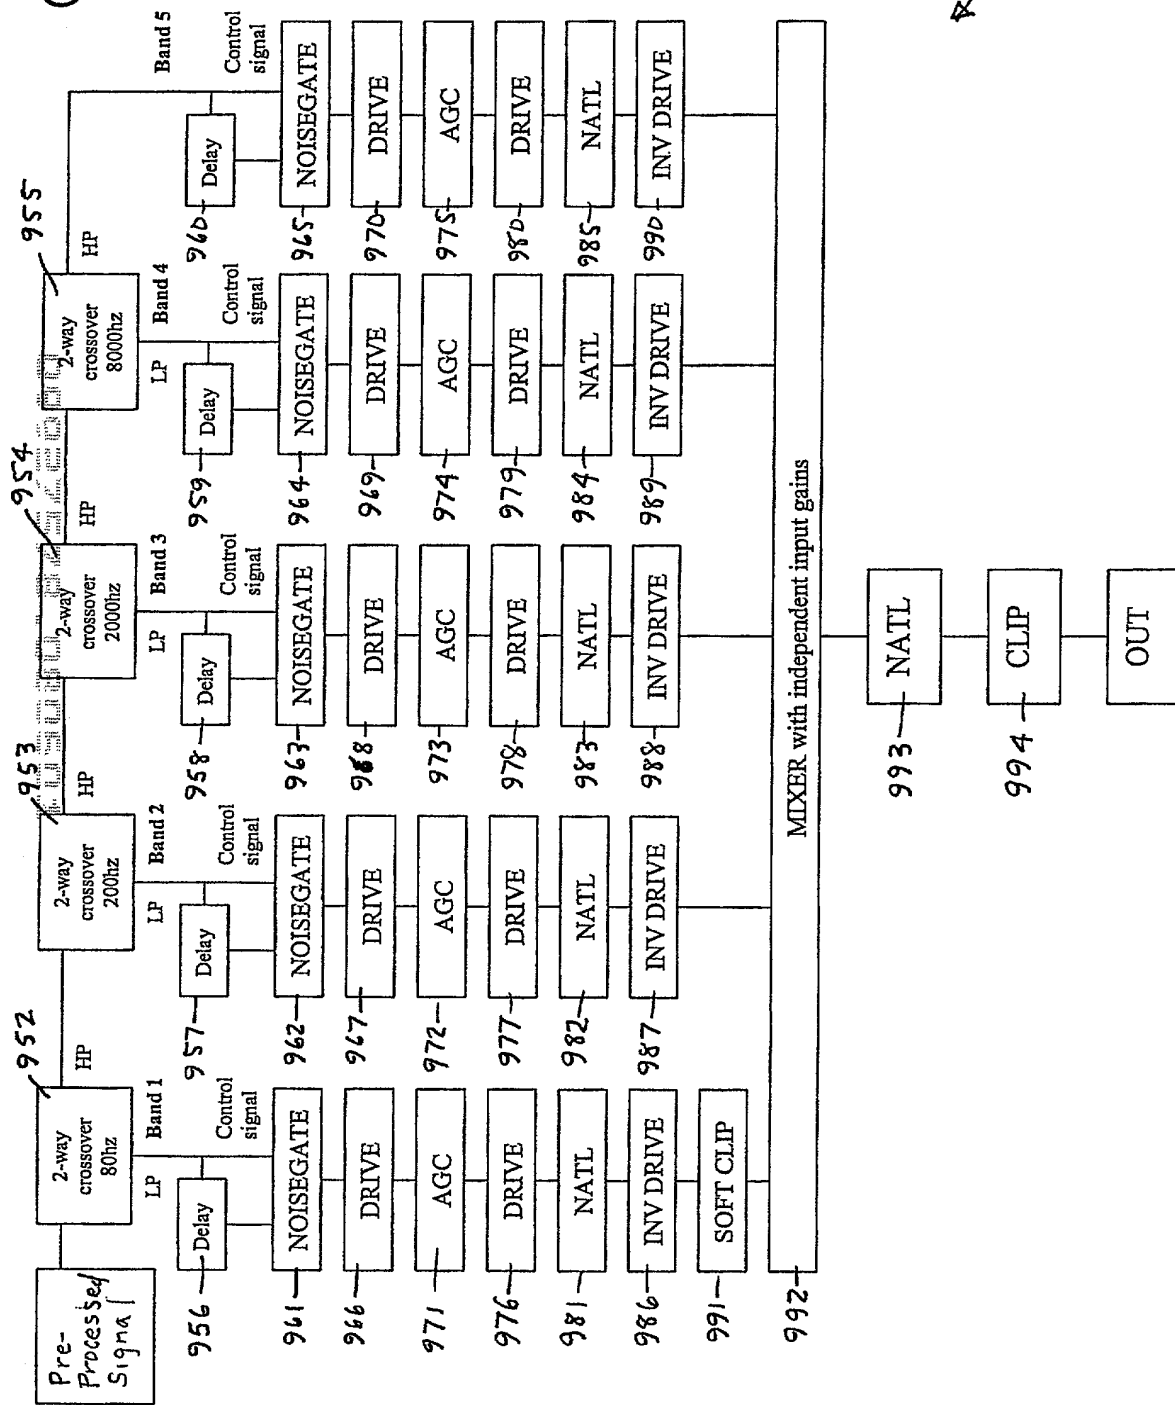 Pre-
Processed
Signal
2-way
crossover
80hz
952
HP
2-way
crossover
200hz
953
HP
2-way
crossover
2000hz
954
HP
2-way
crossover
8000hz
955
HP
LP
Band 1
LP
Band 2
LP
Band 3
LP
Band 4
Band 5
956
Delay
Control
signal
957
Delay
Control
signal
958
Delay
Control
signal
959
Delay
Control
signal
960
Delay
Control
signal
961
NOISEGATE
962
NOISEGATE
963
NOISEGATE
964
NOISEGATE
965
NOISEGATE
966
DRIVE
967
DRIVE
968
DRIVE
969
DRIVE
970
DRIVE
971
AGC
972
AGC
973
AGC
974
AGC
975
AGC
976
DRIVE
977
DRIVE
978
DRIVE
979
DRIVE
980
DRIVE
981
NATL
982
NATL
983
NATL
984
NATL
985
NATL
986
INV DRIVE
987
INV DRIVE
988
INV DRIVE
989
INV DRIVE
990
INV DRIVE
991
SOFT CLIP
992
MIXER with independent input gains
993
NATL
994
CLIP
OUT